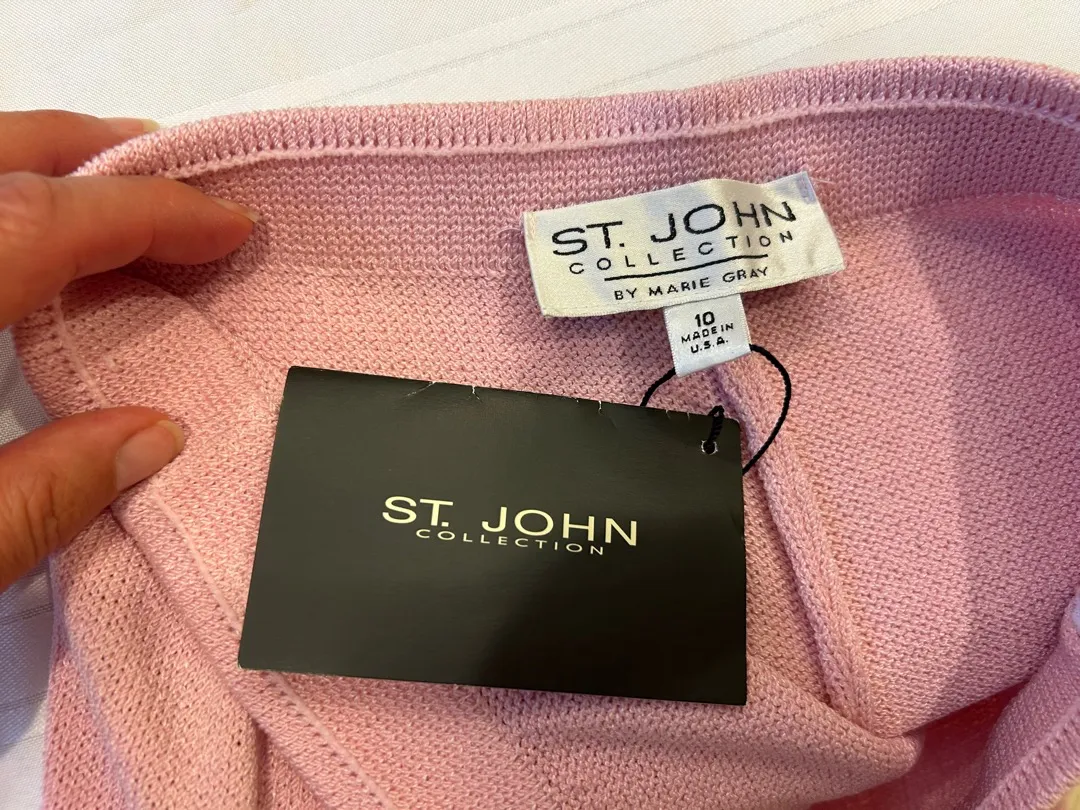 ST. JOHN
COLLECTION
BY MARIE GRAY
10
MADE IN
U.S.A.
ST. JOHN
COLLECTION